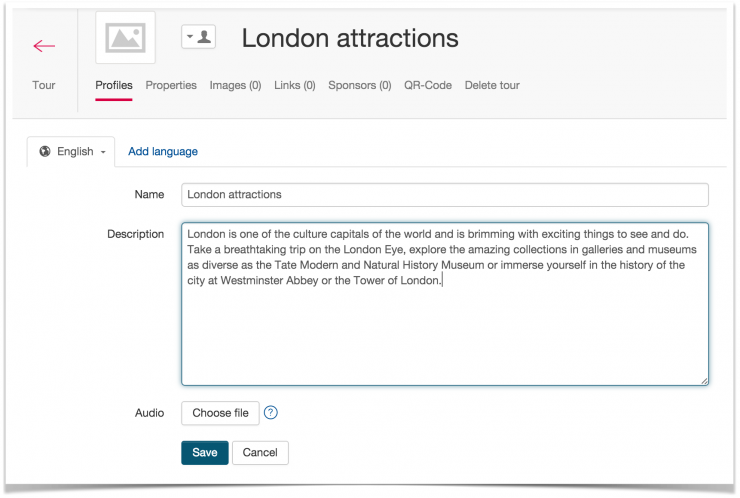 London attractions
Tour
Profiles Properties Images (0) Links (0) Sponsors (0) QR-Code Delete tour
English Add language
Name London attractions
Description London is one of the culture capitals of the world and is brimming with exciting things to see and do.
Take a breathtaking trip on the London Eye, explore the amazing collections in galleries and museums
as diverse as the Tate Modern and Natural History Museum or immerse yourself in the history of the
city at Westminster Abbey or the Tower of London.
Audio Choose file ?
Save Cancel